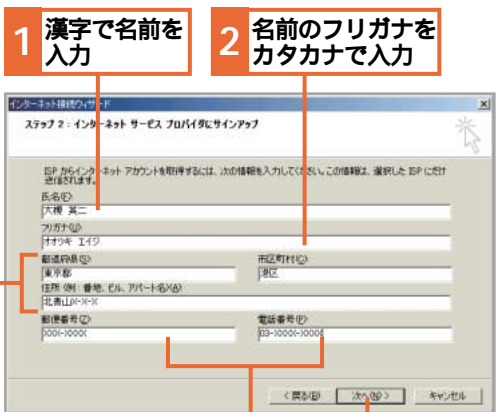 1 漢字で名前を
入力
2 名前のフリガナを
カタカナで入力
インターネット接続ウィザード
ステップ 2：インターネット サービス プロバイダにサインアップ
ISP からインターネット アカウントを取得するには、次の情報を入力してください。この情報は、選択した ISP にだけ
送信されます。
氏名(E)
大槻 英二
フリガナ(U)
オオツキ エイジ
都道府県(S)
市区町村(C)
東京都
港区
住所 (例：番地、ビル、アパート名)(A)
北青山X-X-X
郵便番号(Z)
電話番号(P)
XXX-XXXX
03-XXXX-XXXX
< 戻る(B)
次へ(N) >
キャンセル